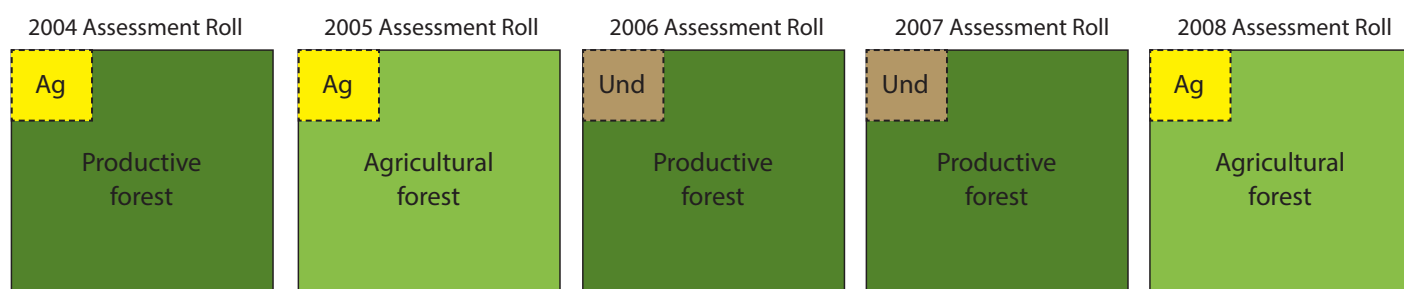 2004 Assessment Roll
Ag
Productive
forest
2005 Assessment Roll
Ag
Agricultural
forest
2006 Assessment Roll
Und
Productive
forest
2007 Assessment Roll
Und
Productive
forest
2008 Assessment Roll
Ag
Agricultural
forest